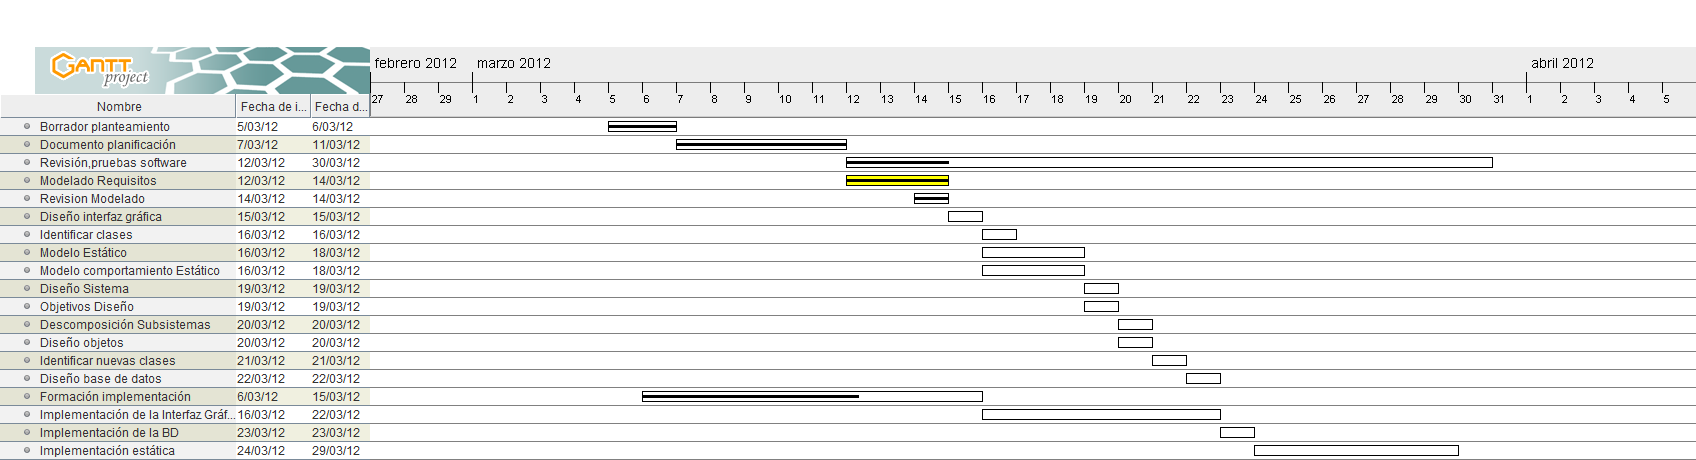 GANTT
project
febrero 2012 marzo 2012 abril 2012
27 28 29 1 2 3 4 5 6 7 8 9 10 11 12 13 14 15 16 17 18 19 20 21 22 23 24 25 26 27 28 29 30 31 1 2 3 4 5
Nombre Fecha de i... Fecha d...
Borrador planteamiento 5/03/12 6/03/12
Documento planificación 7/03/12 11/03/12
Revisión,pruebas software 12/03/12 30/03/12
Modelado Requisitos 12/03/12 14/03/12
Revision Modelado 14/03/12 14/03/12
Diseño interfaz gráfica 15/03/12 15/03/12
Identificar clases 16/03/12 16/03/12
Modelo Estático 16/03/12 18/03/12
Modelo comportamiento Estático 16/03/12 18/03/12
Diseño Sistema 19/03/12 19/03/12
Objetivos Diseño 19/03/12 19/03/12
Descomposición Subsistemas 20/03/12 20/03/12
Diseño objetos 20/03/12 20/03/12
Identificar nuevas clases 21/03/12 21/03/12
Diseño base de datos 22/03/12 22/03/12
Formación implementación 6/03/12 15/03/12
Implementación de la Interfaz Gráf... 16/03/12 22/03/12
Implementación de la BD 23/03/12 23/03/12
Implementación estática 24/03/12 29/03/12